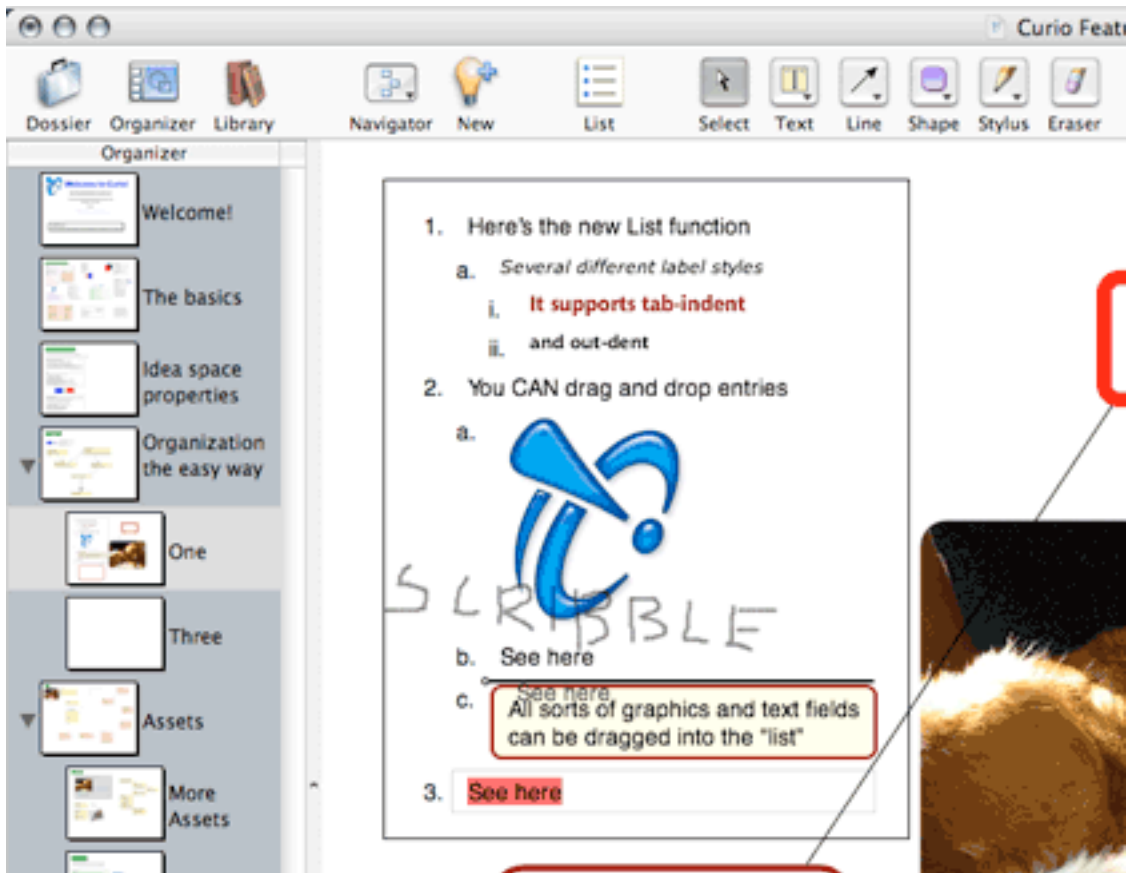 Curio Featu
Dossier Organizer Library Navigator New List Select Text Line Shape Stylus Eraser
Organizer
Welcome!
The basics
Idea space
properties
Organization
the easy way
One
Three
Assets
More
Assets
1. Here's the new List function
a. Several different label styles
i. It supports tab-indent
ii. and out-dent
2. You CAN drag and drop entries
a.
SCRIBBLE
b. See here
See here
c. All sorts of graphics and text fields
can be dragged into the "list"
3. See here